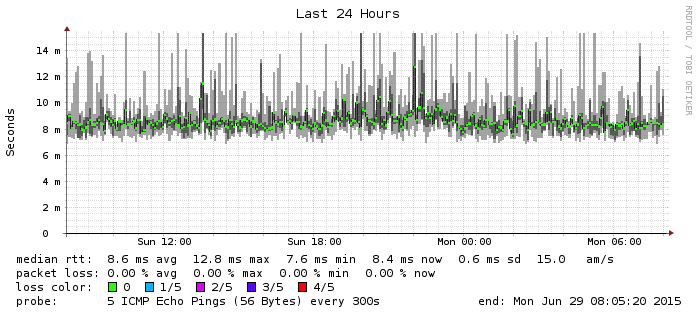 Last 24 Hours
RRDTOOL / TOBI OETIKER
Seconds
14 m
12 m
10 m
8 m
6 m
4 m
2 m
0
Sun 12:00 Sun 18:00 Mon 00:00 Mon 06:00
median rtt: 8.6 ms avg 12.8 ms max 7.6 ms min 8.4 ms now 0.6 ms sd 15.0 am/s
packet loss: 0.00 % avg 0.00 % max 0.00 % min 0.00 % now
loss color: 0 1/5 2/5 3/5 4/5
probe: 5 ICMP Echo Pings (56 Bytes) every 300s end: Mon Jun 29 08:05:20 2015